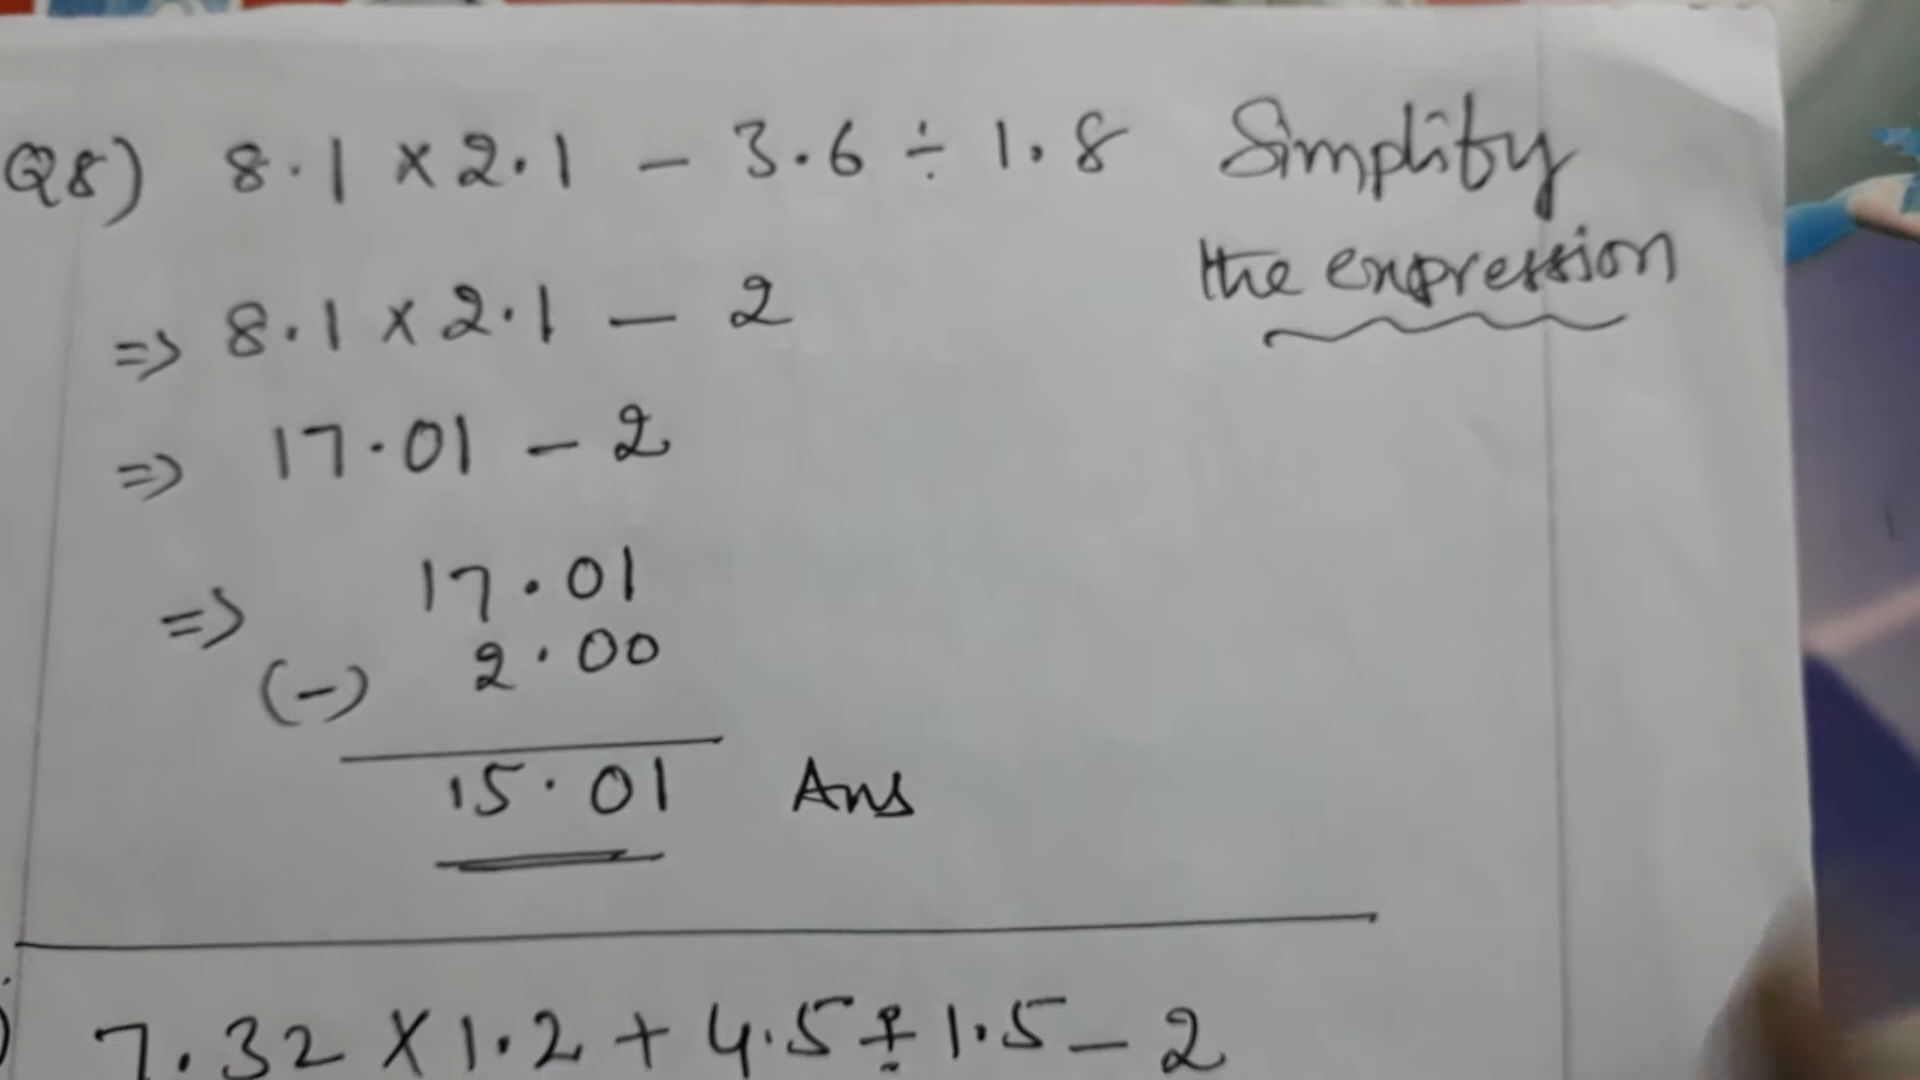 Q8) 8.1 × 2.1 - 3.6 ÷ 1.8 Simplify
the expression
=> 8.1 × 2.1 - 2
=> 17.01 - 2
=> 17.01
(-) 2.00
15.01 Ans
) 7.32 × 1.2 + 4.5 ÷ 1.5 - 2